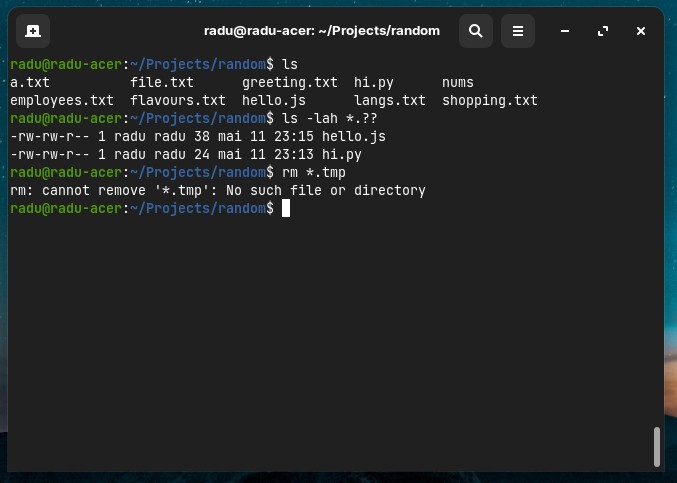 radu@radu-acer: ~/Projects/random
radu@radu-acer:~/Projects/random$ ls
a.txt          file.txt      greeting.txt  hi.py      nums
employees.txt  flavours.txt  hello.js      langs.txt  shopping.txt
radu@radu-acer:~/Projects/random$ ls -lah *.??
-rw-rw-r-- 1 radu radu 38 mai 11 23:15 hello.js
-rw-rw-r-- 1 radu radu 24 mai 11 23:13 hi.py
radu@radu-acer:~/Projects/random$ rm *.tmp
rm: cannot remove '*.tmp': No such file or directory
radu@radu-acer:~/Projects/random$